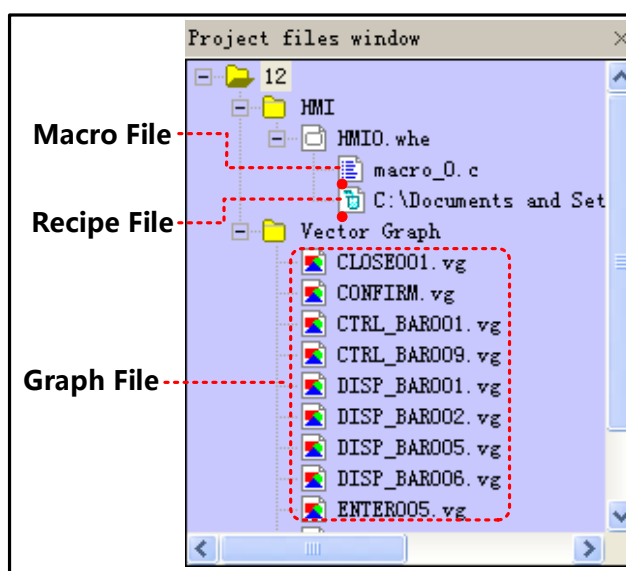 Project files window
12
HMI
HMI0.whe
Macro File
macro_0.c
C:\Documents and Set
Recipe File
Vector Graph
CLOSE001.vg
CONFIRM.vg
CTRL_BAR001.vg
CTRL_BAR009.vg
Graph File
DISP_BAR001.vg
DISP_BAR002.vg
DISP_BAR005.vg
DISP_BAR006.vg
ENTER005.vg